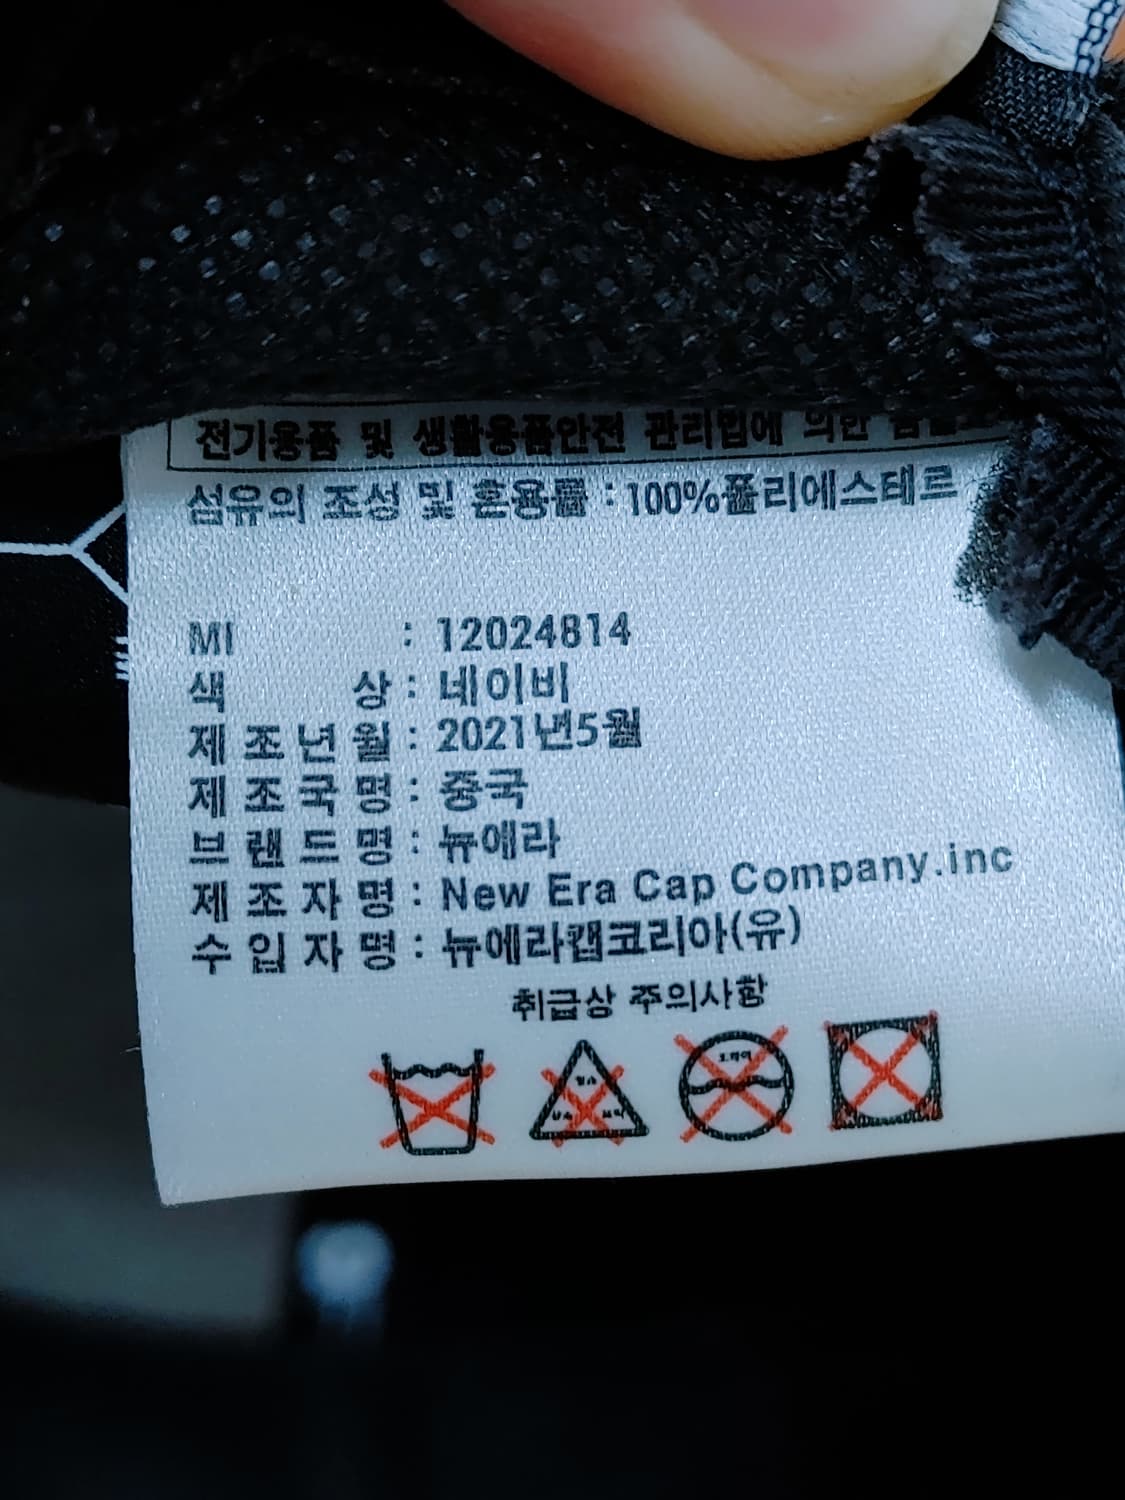 전기용품 및 생활용품안전 관리법에 의한
섬유의 조성 및 혼용률 : 100%폴리에스테르
MI : 12024814
색 상 : 네이비
제 조 년 월 : 2021년5월
제 조 국 명 : 중국
브 랜 드 명 : 뉴에라
제 조 자 명 : New Era Cap Company.inc
수 입 자 명 : 뉴에라캡코리아(유)
취급상 주의사항